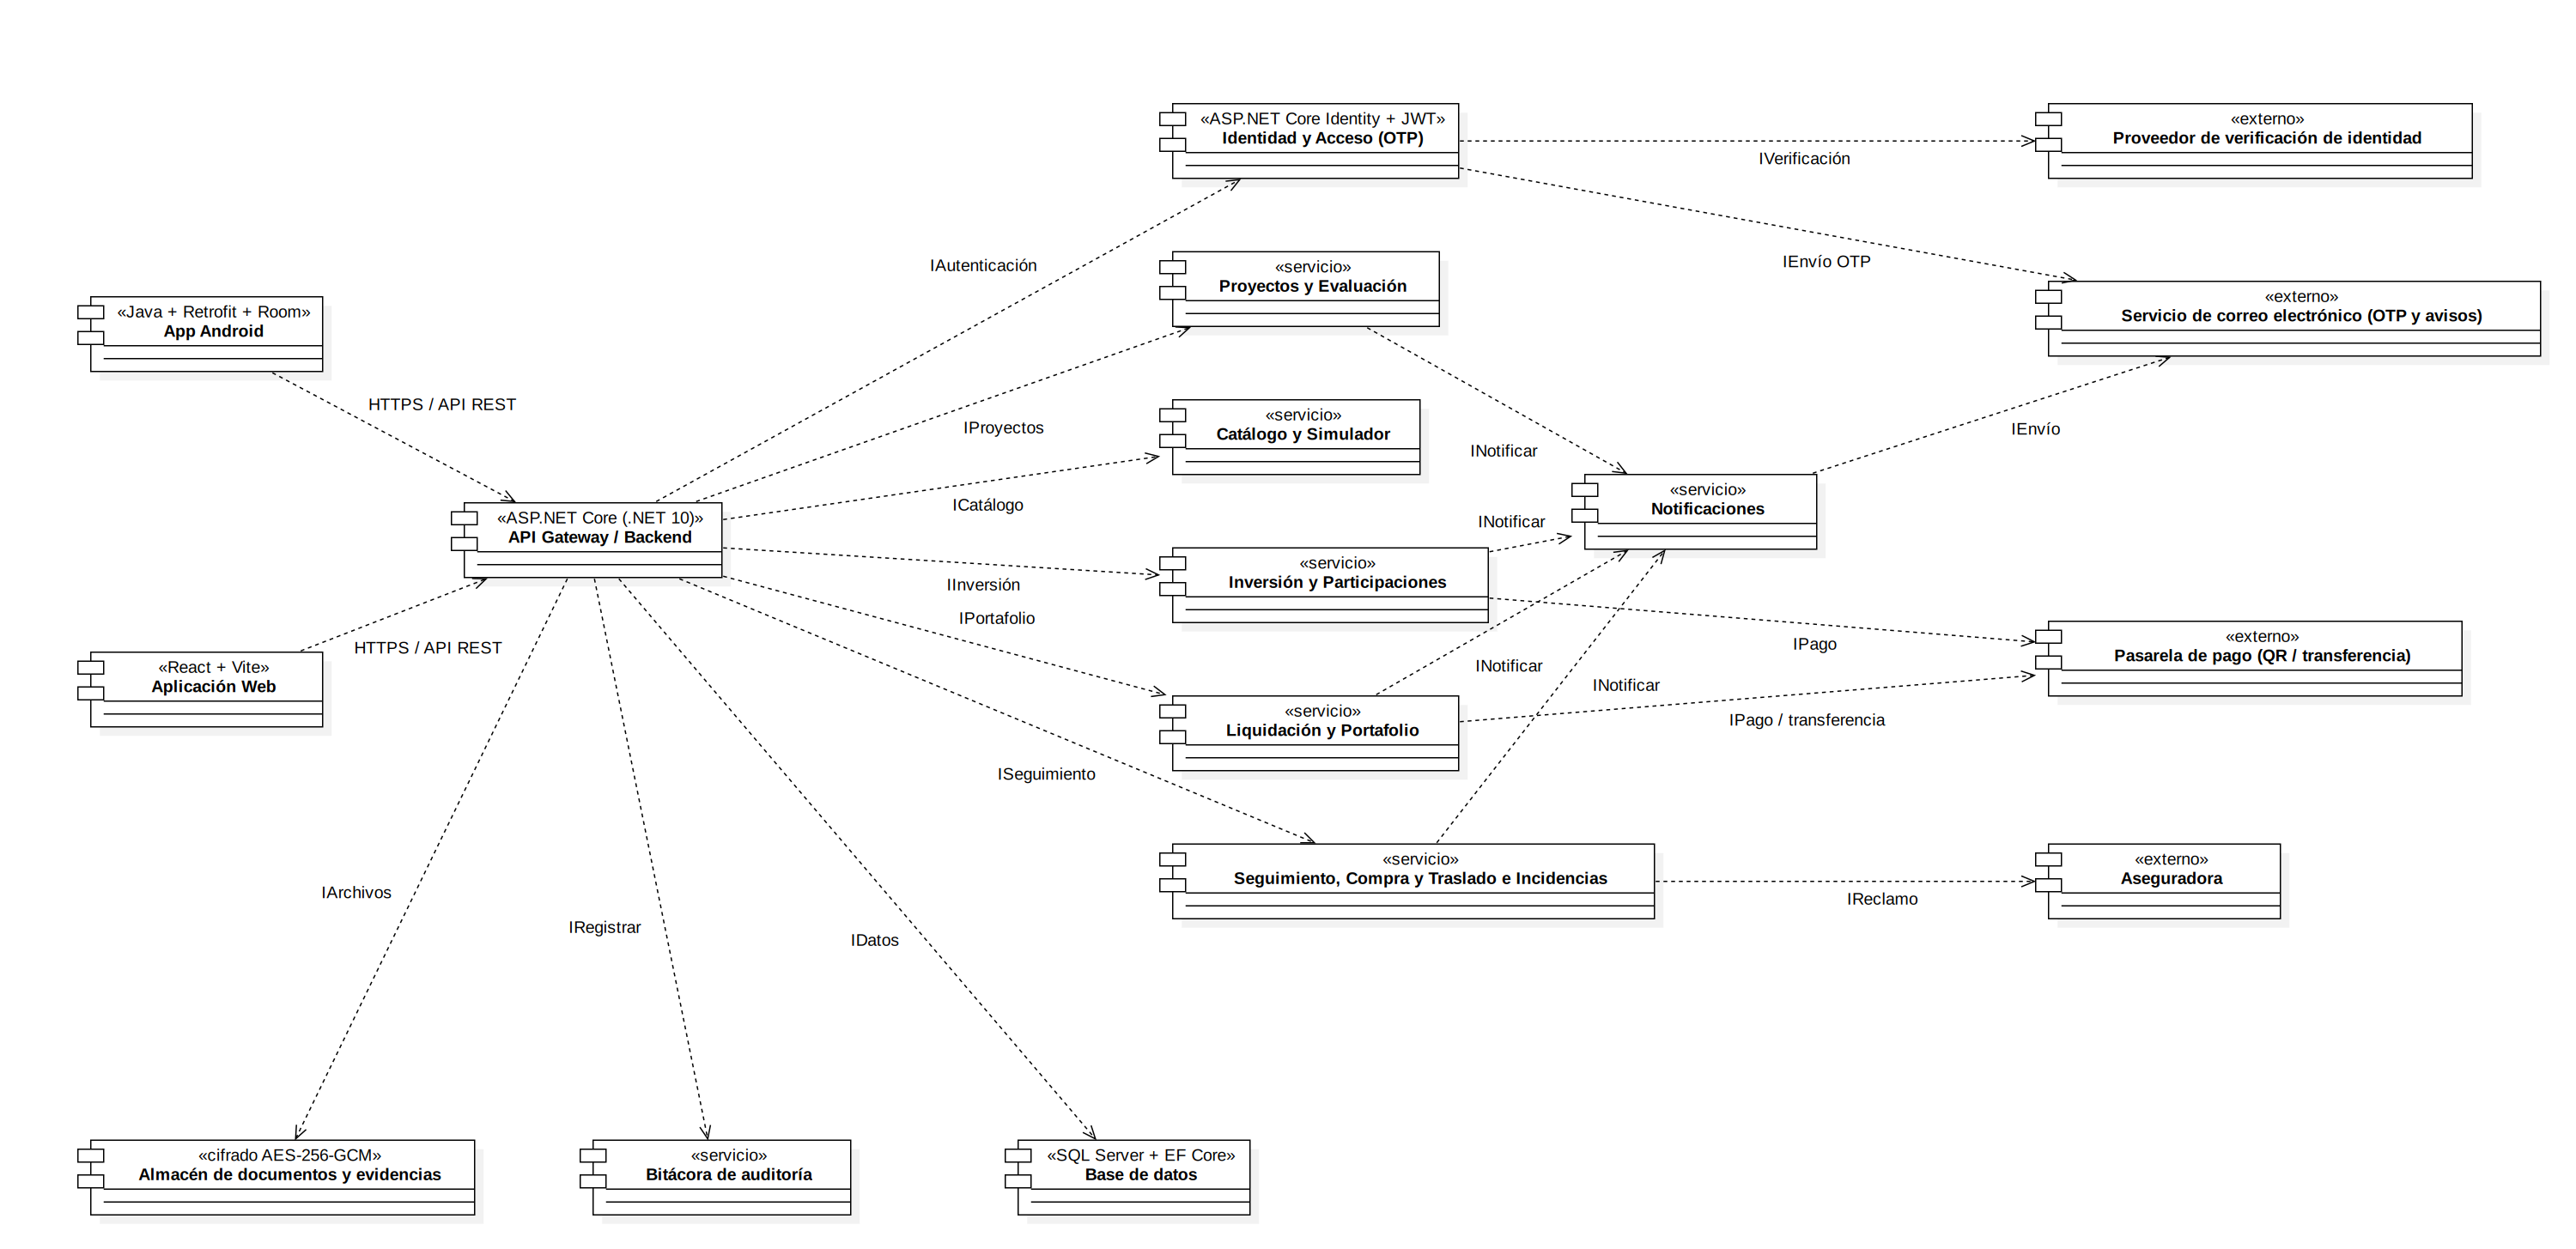 «ASP.NET Core Identity + JWT»
Identidad y Acceso (OTP)
«externo»
Proveedor de verificación de identidad
IVerificación
IEnvío OTP
IAutenticación
«servicio»
Proyectos y Evaluación
«externo»
Servicio de correo electrónico (OTP y avisos)
«Java + Retrofit + Room»
App Android
HTTPS / API REST
IProyectos
«servicio»
Catálogo y Simulador
INotificar
IEnvío
ICatálogo
«servicio»
Notificaciones
«ASP.NET Core (.NET 10)»
API Gateway / Backend
INotificar
IInversión
«servicio»
Inversión y Participaciones
IPortafolio
HTTPS / API REST
«React + Vite»
Aplicación Web
INotificar
INotificar
IPago
«externo»
Pasarela de pago (QR / transferencia)
«servicio»
Liquidación y Portafolio
IPago / transferencia
ISeguimiento
«servicio»
Seguimiento, Compra y Traslado e Incidencias
IReclamo
«externo»
Aseguradora
IArchivos
IRegistrar
IDatos
«cifrado AES-256-GCM»
Almacén de documentos y evidencias
«servicio»
Bitácora de auditoría
«SQL Server + EF Core»
Base de datos